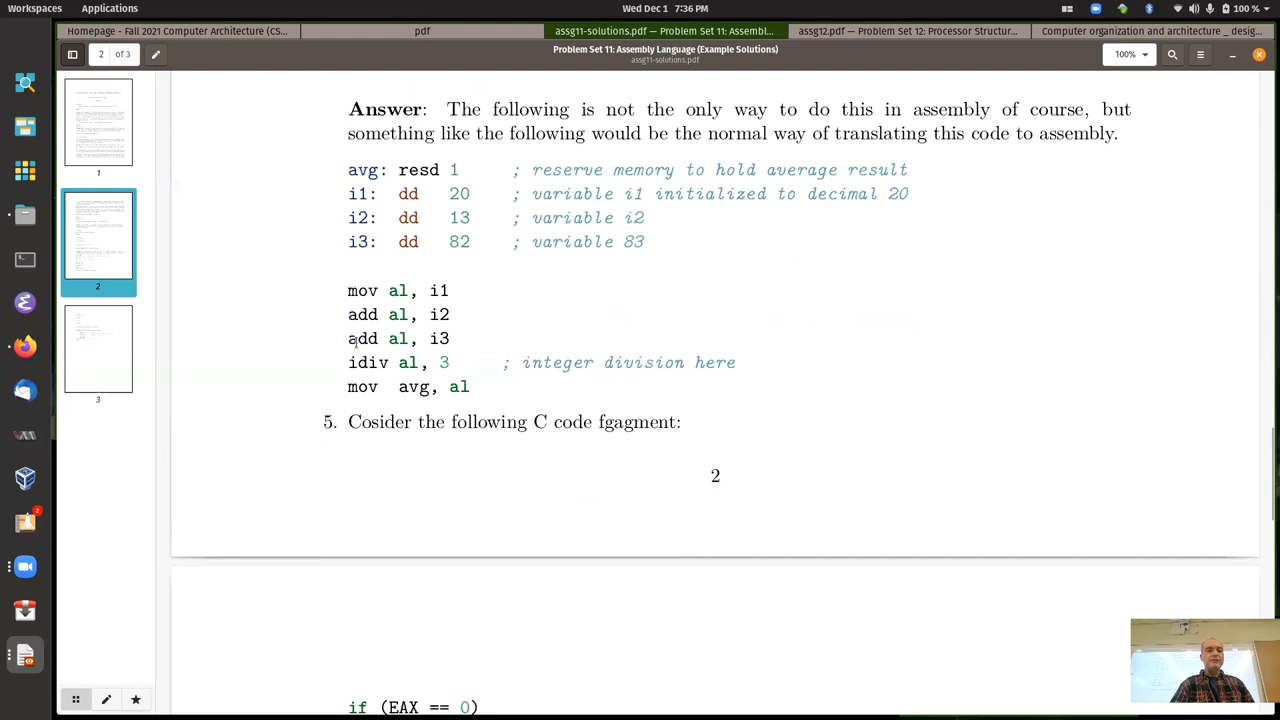 Workspaces Applications Wed Dec 1 7:36 PM 100 %
Homepage - Fall 2021 Computer Architecture (CS... pdf assg11-solutions.pdf — Problem Set 11: Assembl... assg12.pdf — Problem Set 12: Processor Structur... Computer organization and architecture _ desig...
2 of 3 Problem Set 11: Assembly Language (Example Solutions) 100%
assg11-solutions.pdf
Answer: The following is not the only way to do this in assembly of course, but
something like the following would be the normal way of translating this code to assembly.
avg: resd 1 ; reserve memory to hold average result
i1: dd 20 ; variable i1 initialized to decimal 20
i2: dd 13 ; variable i2
i3: dd 82 ; variable 83
mov al, i1
add al, i2
add al, i3
idiv al, 3 ; integer division here
mov avg, al
5. Cosider the following C code fgagment:
2
if (EAX == 0)
1
2
3
2